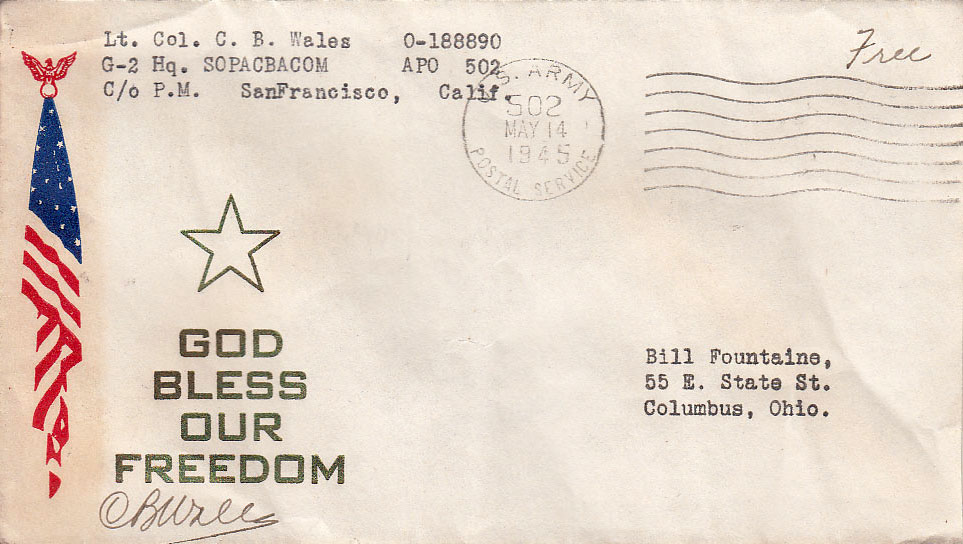 Lt. Col. C. B. Wales O-188890
G-2 Hq. SOPACBACOM APO 502
C/o P.M. SanFrancisco, Calif.
Free
U.S. ARMY
502
MAY 14
1945
POSTAL SERVICE
GOD
BLESS
OUR
FREEDOM
CBWales
Bill Fountaine,
55 E. State St.
Columbus, Ohio.